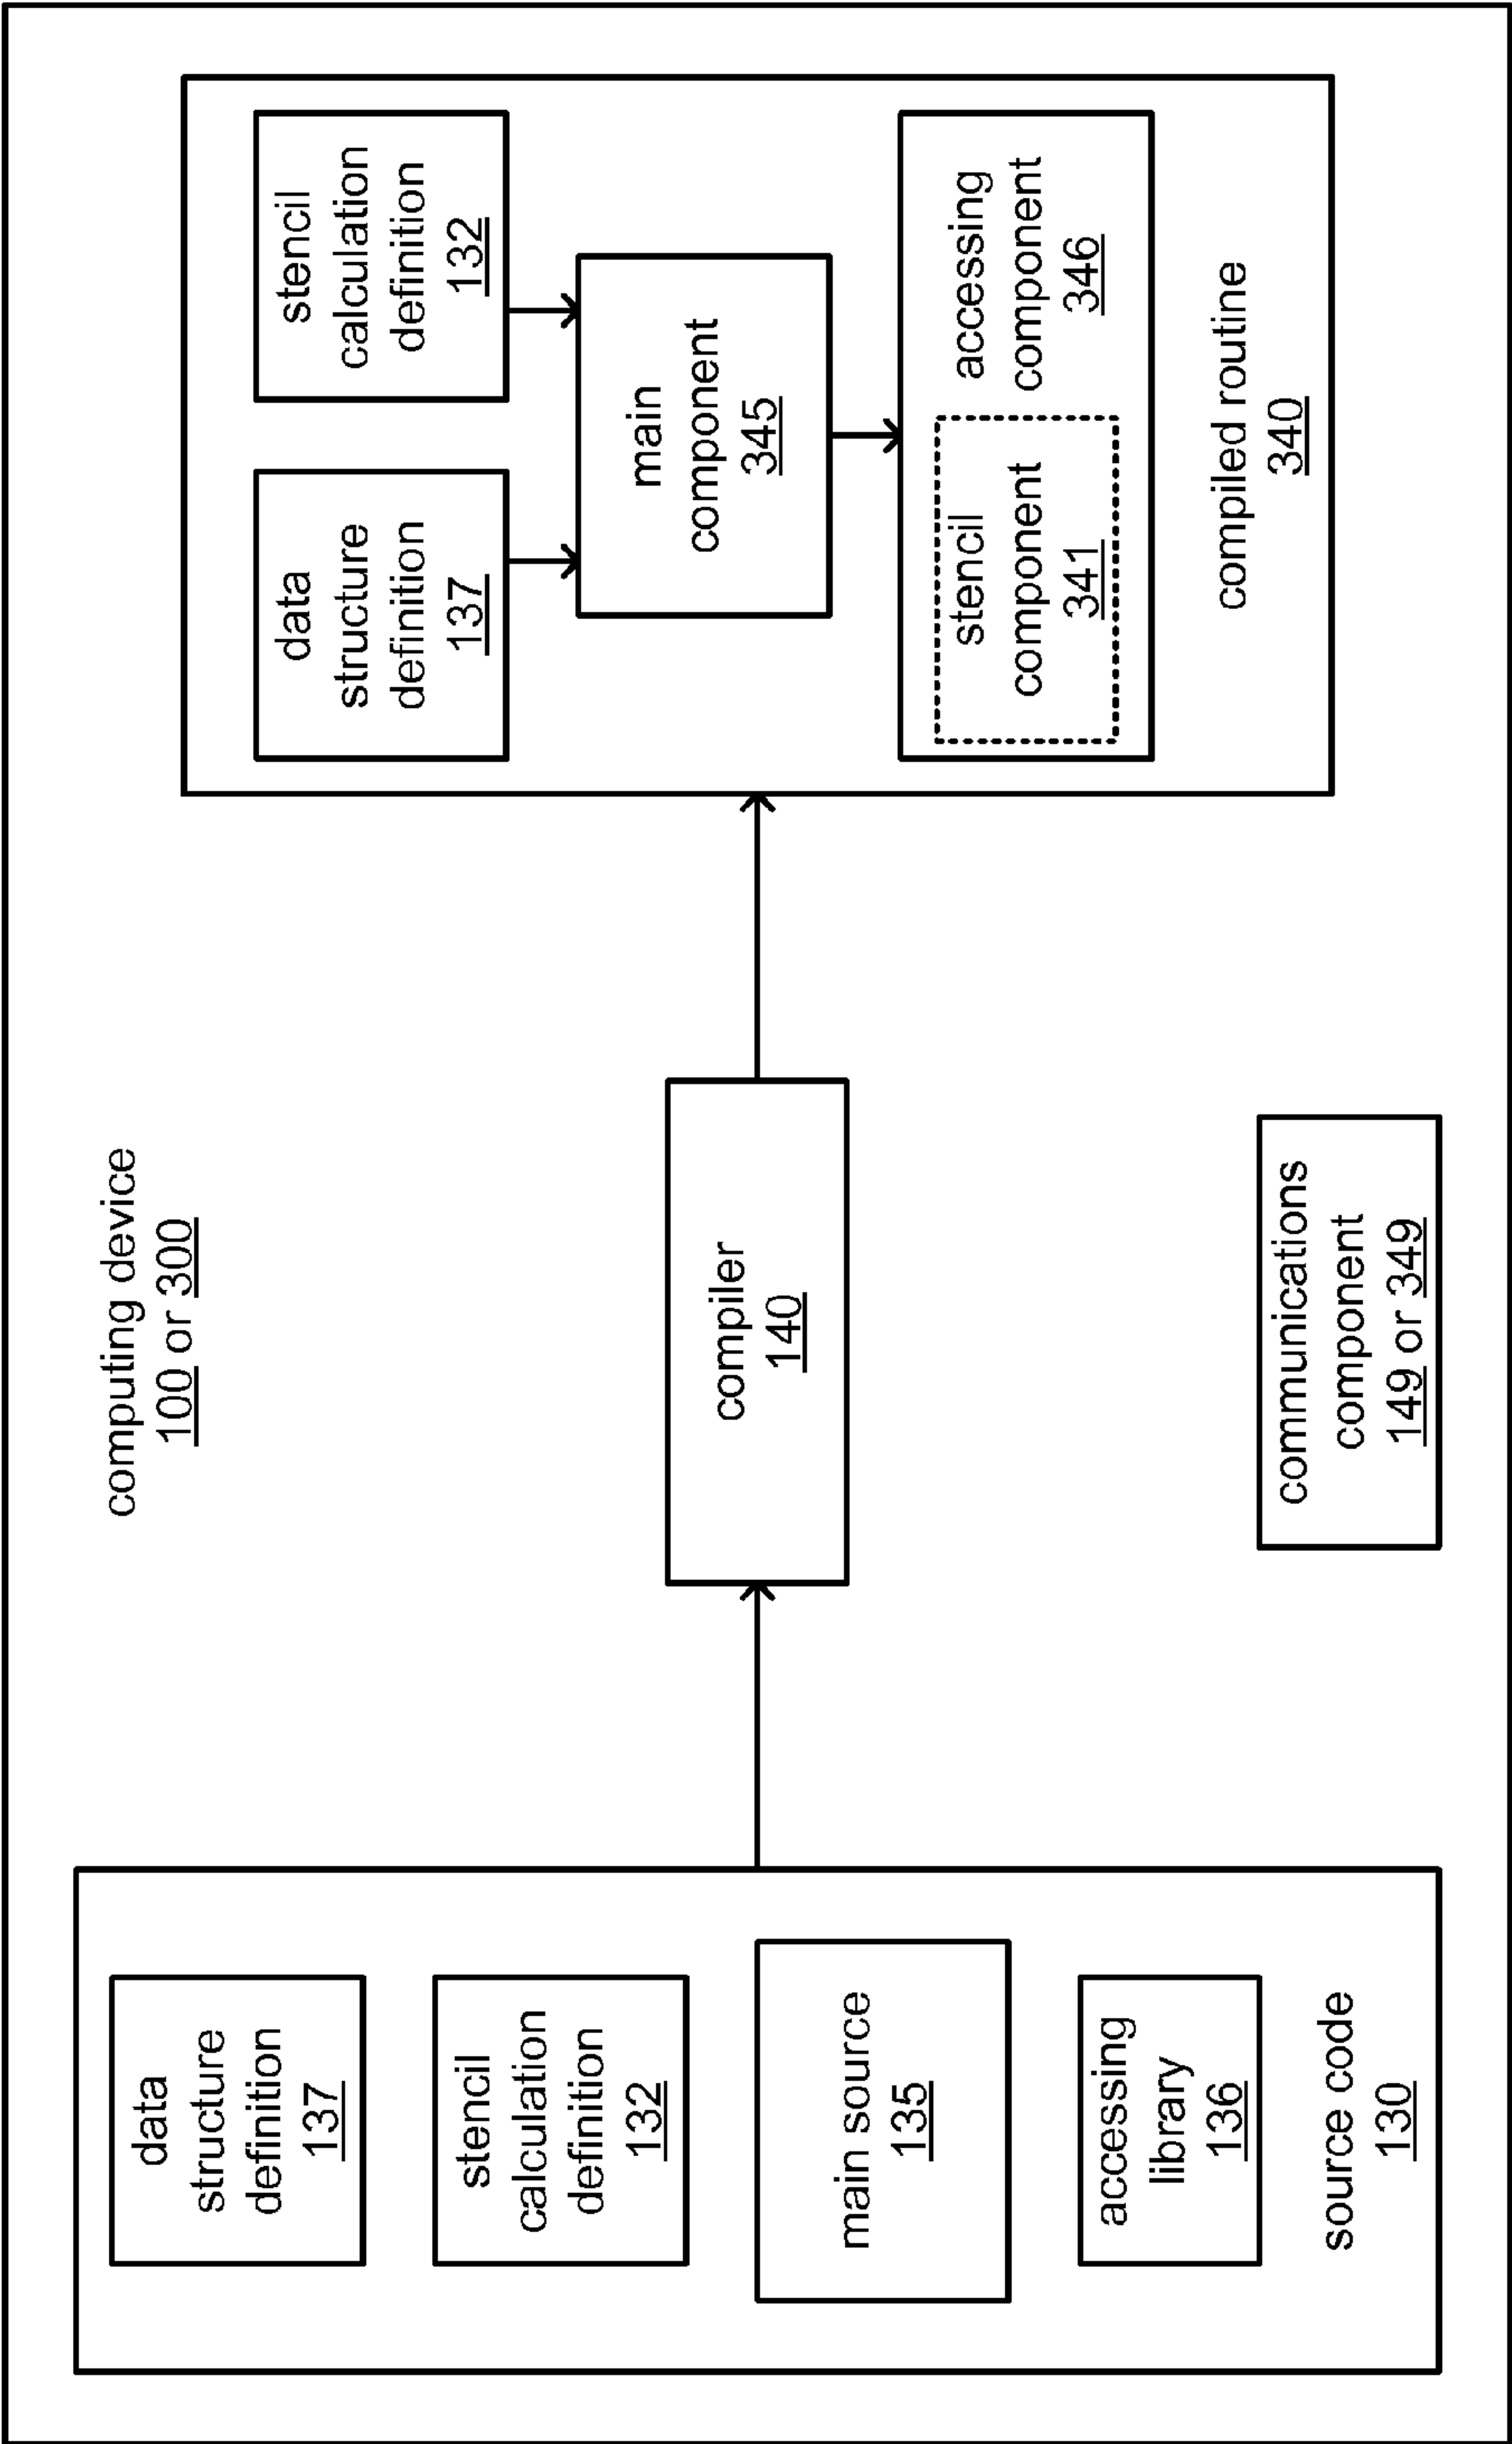 computing device
100 or 300
data
structure
definition
137
stencil
calculation
definition
132
main source
135
accessing
library
136
source code
130
compiler
140
communications
component
149 or 349
data
structure
definition
137
stencil
calculation
definition
132
main
component
345
stencil
component
341
accessing
component
346
compiled routine
340